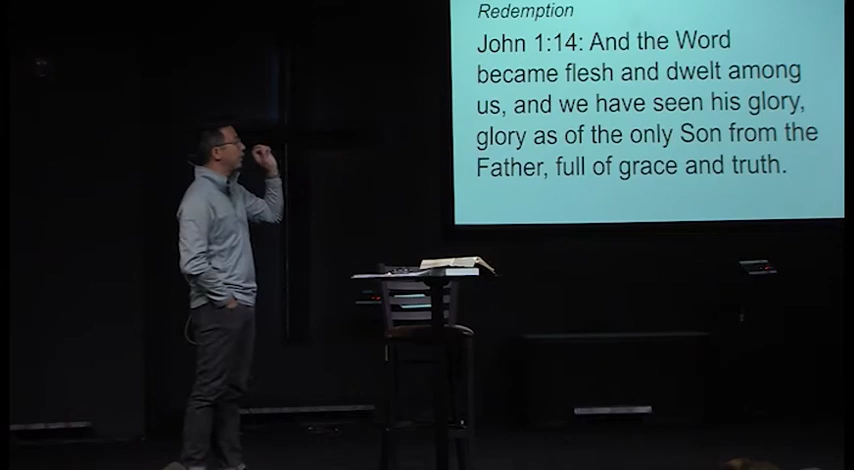 Redemption
John 1:14: And the Word
became flesh and dwelt among
us, and we have seen his glory,
glory as of the only Son from the
Father, full of grace and truth.